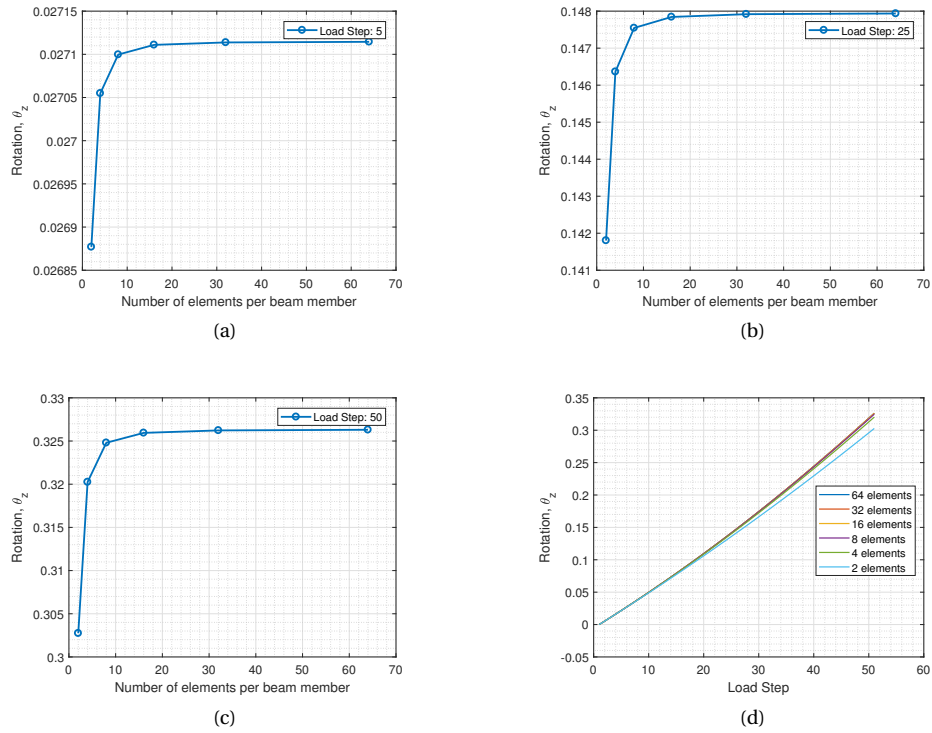 0.02715
0.0271
0.02705
0.027
0.02695
0.0269
0.02685
Rotation, θz
Load Step: 5
0 10 20 30 40 50 60 70
Number of elements per beam member
(a)
0.148
0.147
0.146
0.145
0.144
0.143
0.142
0.141
Rotation, θz
Load Step: 25
0 10 20 30 40 50 60 70
Number of elements per beam member
(b)
0.33
0.325
0.32
0.315
0.31
0.305
0.3
Rotation, θz
Load Step: 50
0 10 20 30 40 50 60 70
Number of elements per beam member
(c)
0.35
0.3
0.25
0.2
0.15
0.1
0.05
0
-0.05
Rotation, θz
64 elements
32 elements
16 elements
8 elements
4 elements
2 elements
0 10 20 30 40 50 60
Load Step
(d)